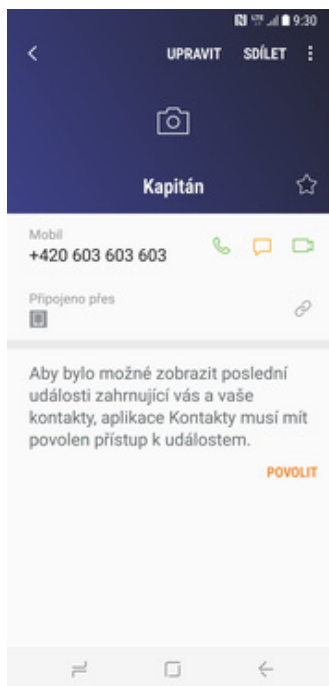 9:30
UPRAVIT SDÍLET
Kapitán
Mobil
+420 603 603 603
Připojeno přes
Aby bylo možné zobrazit poslední
události zahrnující vás a vaše
kontakty, aplikace Kontakty musí mít
povolen přístup k událostem.
POVOLIT